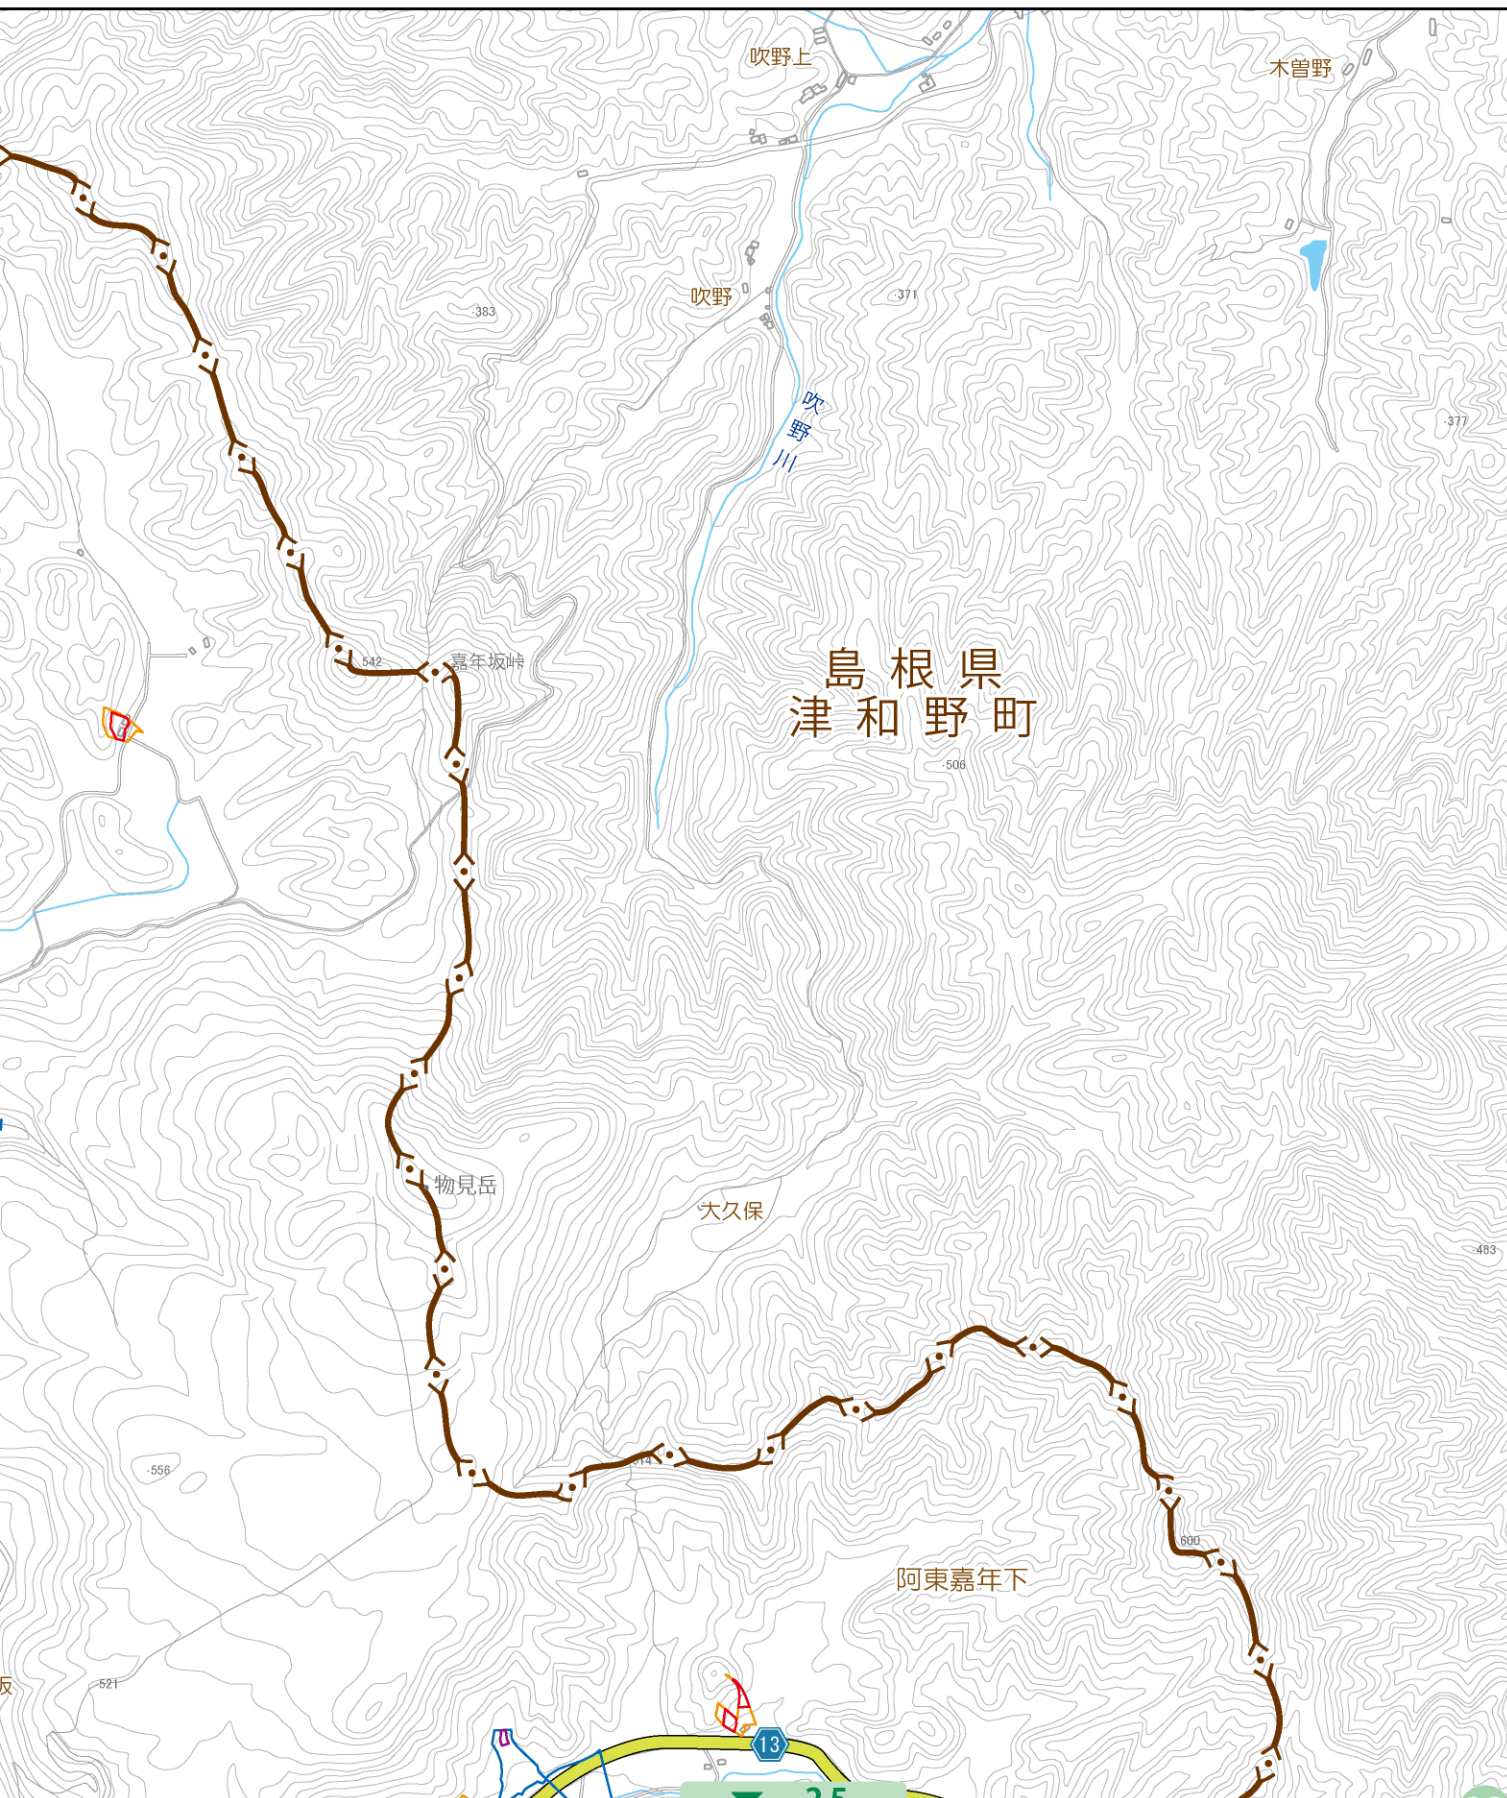 吹野上
木曽野
吹野
·371
·383
吹野川
·377
542
嘉年坂峠
島根県
津和野町
·506
物見岳
大久保
·463
·556
600
阿東嘉年下
·521
坂
13